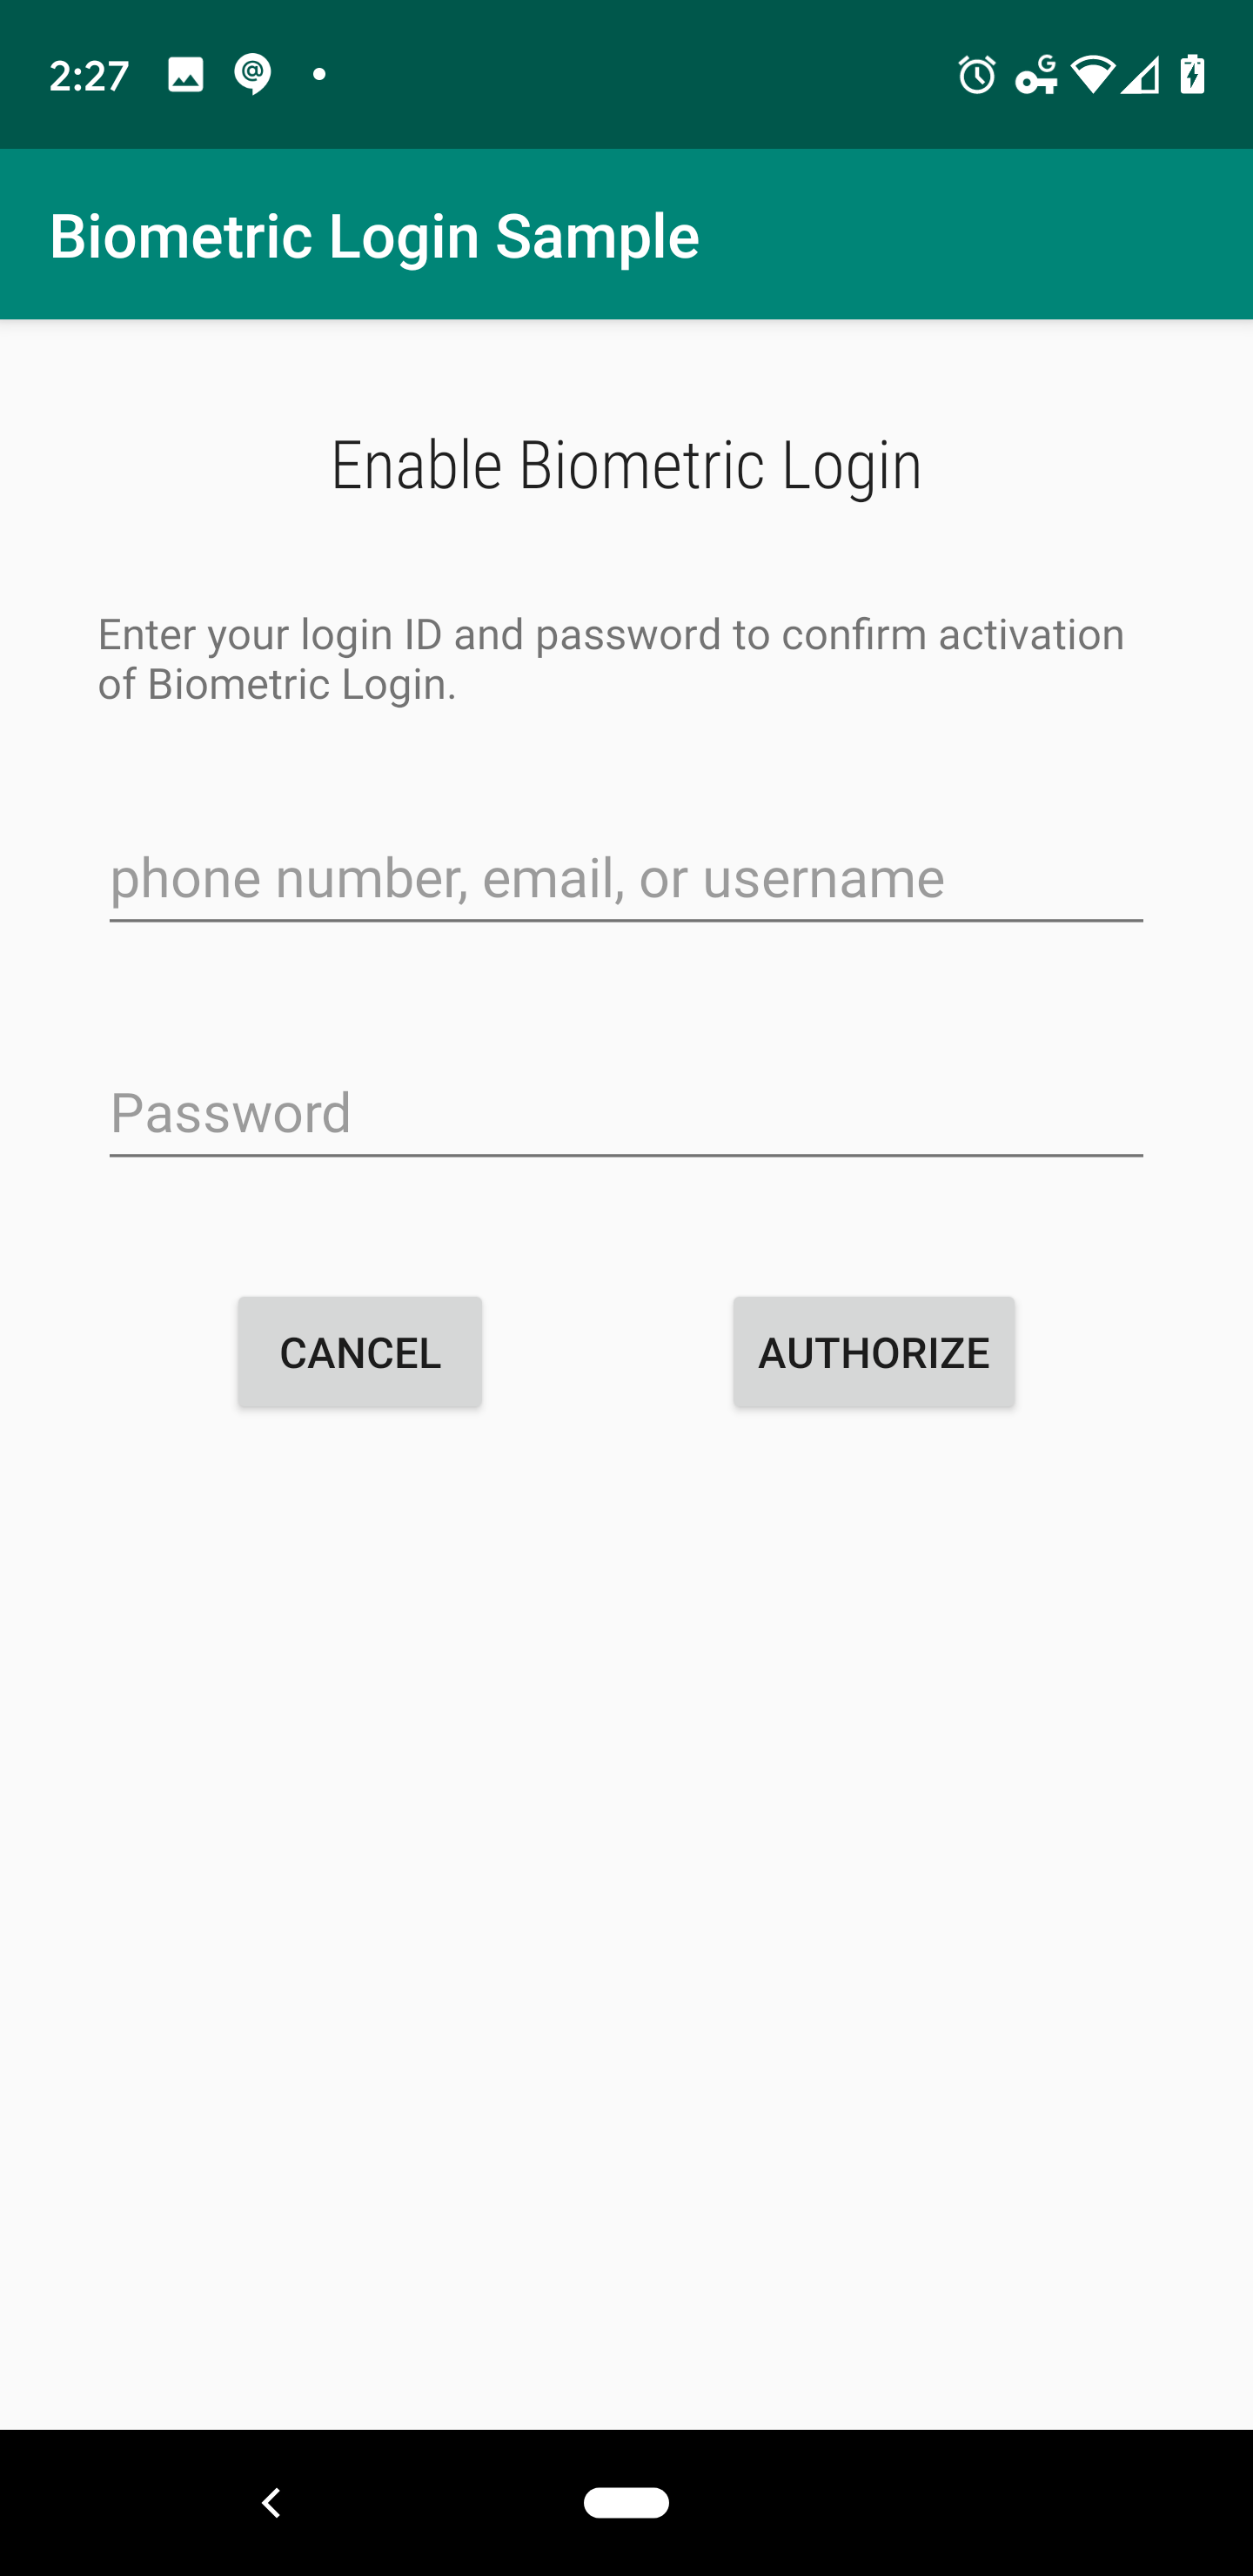 2:27
Biometric Login Sample
Enable Biometric Login
Enter your login ID and password to confirm activation
of Biometric Login.
phone number, email, or username
Password
CANCEL
AUTHORIZE